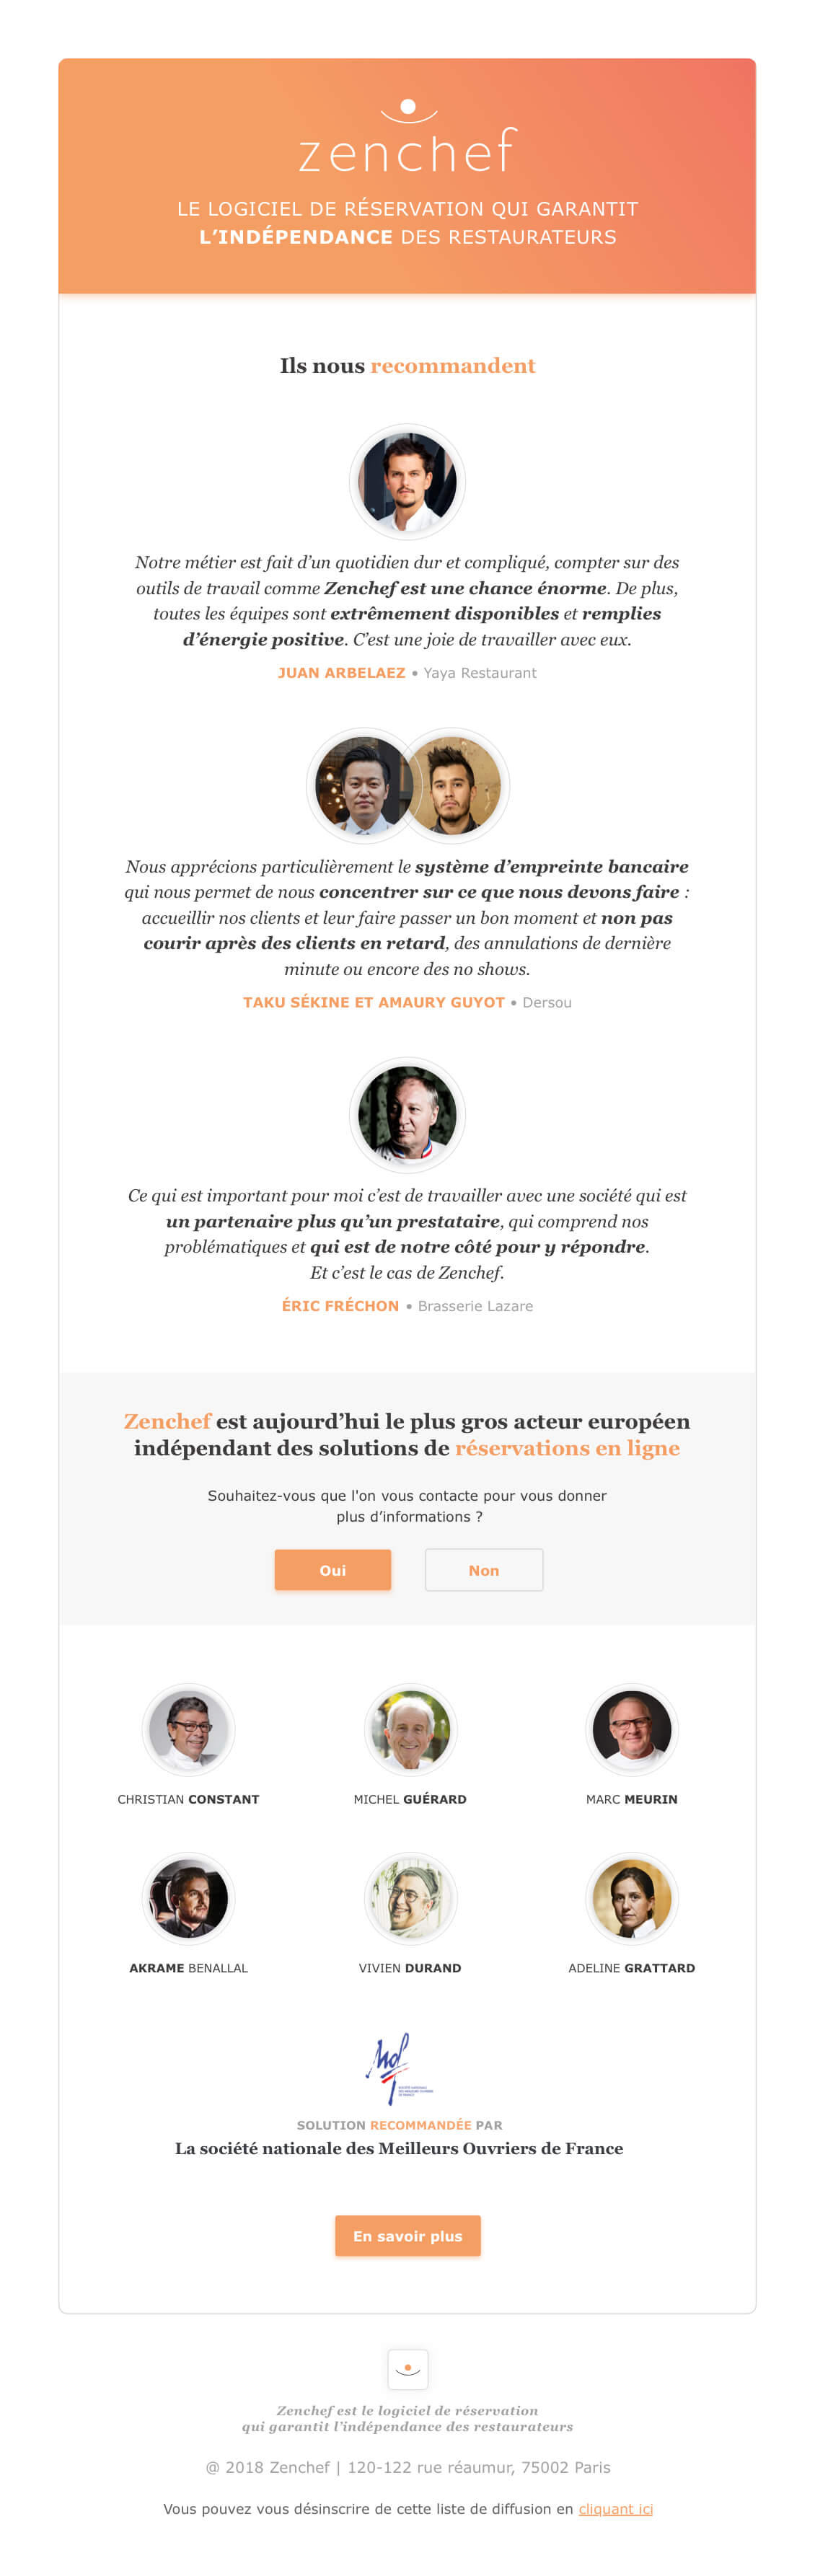 zenchef
LE LOGICIEL DE RÉSERVATION QUI GARANTIT
L’INDÉPENDANCE DES RESTAURATEURS
Ils nous recommandent
Notre métier est fait d’un quotidien dur et compliqué, compter sur des
outils de travail comme Zenchef est une chance énorme. De plus,
toutes les équipes sont extrêmement disponibles et remplies
d’énergie positive. C’est une joie de travailler avec eux.
JUAN ARBELAEZ • Yaya Restaurant
Nous apprécions particulièrement le système d’empreinte bancaire
qui nous permet de nous concentrer sur ce que nous devons faire :
accueillir nos clients et leur faire passer un bon moment et non pas
courir après des clients en retard, des annulations de dernière
minute ou encore des no shows.
TAKU SÉKINE ET AMAURY GUYOT • Dersou
Ce qui est important pour moi c’est de travailler avec une société qui est
un partenaire plus qu’un prestataire, qui comprend nos
problématiques et qui est de notre côté pour y répondre.
Et c’est le cas de Zenchef.
ÉRIC FRÉCHON • Brasserie Lazare
Zenchef est aujourd’hui le plus gros acteur européen
indépendant des solutions de réservations en ligne
Souhaitez-vous que l'on vous contacte pour vous donner
plus d’informations ?
Oui Non
CHRISTIAN CONSTANT MICHEL GUÉRARD MARC MEURIN
AKRAME BENALLAL VIVIEN DURAND ADELINE GRATTARD
SOLUTION RECOMMANDÉE PAR
La société nationale des Meilleurs Ouvriers de France
En savoir plus
Zenchef est le logiciel de réservation
qui garantit l’indépendance des restaurateurs
@ 2018 Zenchef | 120-122 rue réaumur, 75002 Paris
Vous pouvez vous désinscrire de cette liste de diffusion en cliquant ici